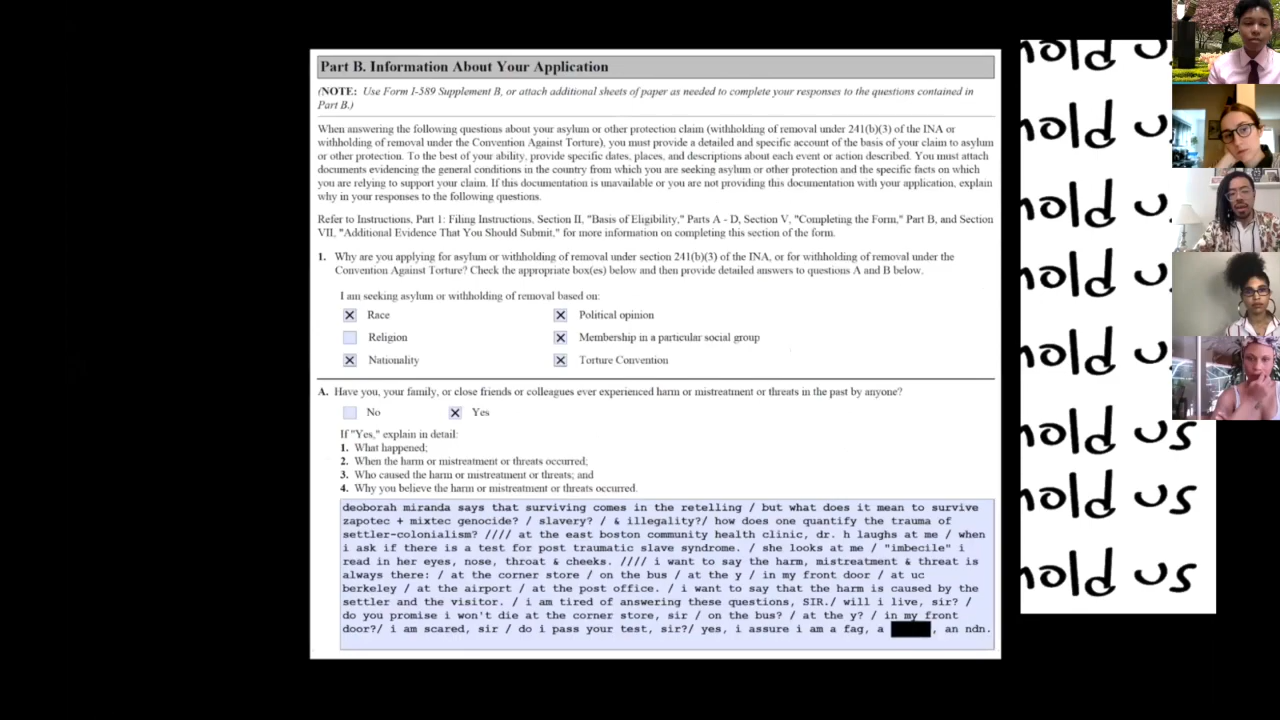 Part B. Information About Your Application
(NOTE: Use Form I-589 Supplement B, or attach additional sheets of paper as needed to complete your responses to the questions contained in
Part B.)
When answering the following questions about your asylum or other protection claim (withholding of removal under 241(b)(3) of the INA or
withholding of removal under the Convention Against Torture), you must provide a detailed and specific account of the basis of your claim to asylum
or other protection. To the best of your ability, provide specific dates, places, and descriptions about each event or action described. You must attach
documents evidencing the general conditions in the country from which you are seeking asylum or other protection and the specific facts on which
you are relying to support your claim. If this documentation is unavailable or you are not providing this documentation with your application, explain
why in your responses to the following questions.
Refer to Instructions, Part 1: Filing Instructions, Section II, "Basis of Eligibility," Parts A - D, Section V, "Completing the Form," Part B, and Section
VII, "Additional Evidence That You Should Submit," for more information on completing this section of the form.
1. Why are you applying for asylum or withholding of removal under section 241(b)(3) of the INA, or for withholding of removal under the
Convention Against Torture? Check the appropriate box(es) below and then provide detailed answers to questions A and B below.
I am seeking asylum or withholding of removal based on:
Race
Political opinion
Religion
Membership in a particular social group
Nationality
Torture Convention
A. Have you, your family, or close friends or colleagues ever experienced harm or mistreatment or threats in the past by anyone?
No
Yes
If "Yes," explain in detail:
1. What happened;
2. When the harm or mistreatment or threats occurred;
3. Who caused the harm or mistreatment or threats; and
4. Why you believe the harm or mistreatment or threats occurred.
deoborah miranda says that surviving comes in the retelling / but what does it mean to survive
zapotec + mixtec genocide? / slavery? / & illegality?/ how does one quantify the trauma of
settler-colonialism? //// at the east boston community health clinic, dr. h laughs at me / when
i ask if there is a test for post traumatic slave syndrome. / she looks at me / "imbecile" i
read in her eyes, nose, throat & cheeks. //// i want to say the harm, mistreatment & threat is
always there: / at the corner store / on the bus / at the y / in my front door / at uc
berkeley / at the airport / at the post office. / i want to say that the harm is caused by the
settler and the visitor. / i am tired of answering these questions, SIR./ will i live, sir? /
do you promise i won't die at the corner store, sir / on the bus? / at the y? / in my front
door?/ i am scared, sir / do i pass your test, sir?/ yes, i assure i am a fag, a , an ndn.
hold us
hold us
hold us